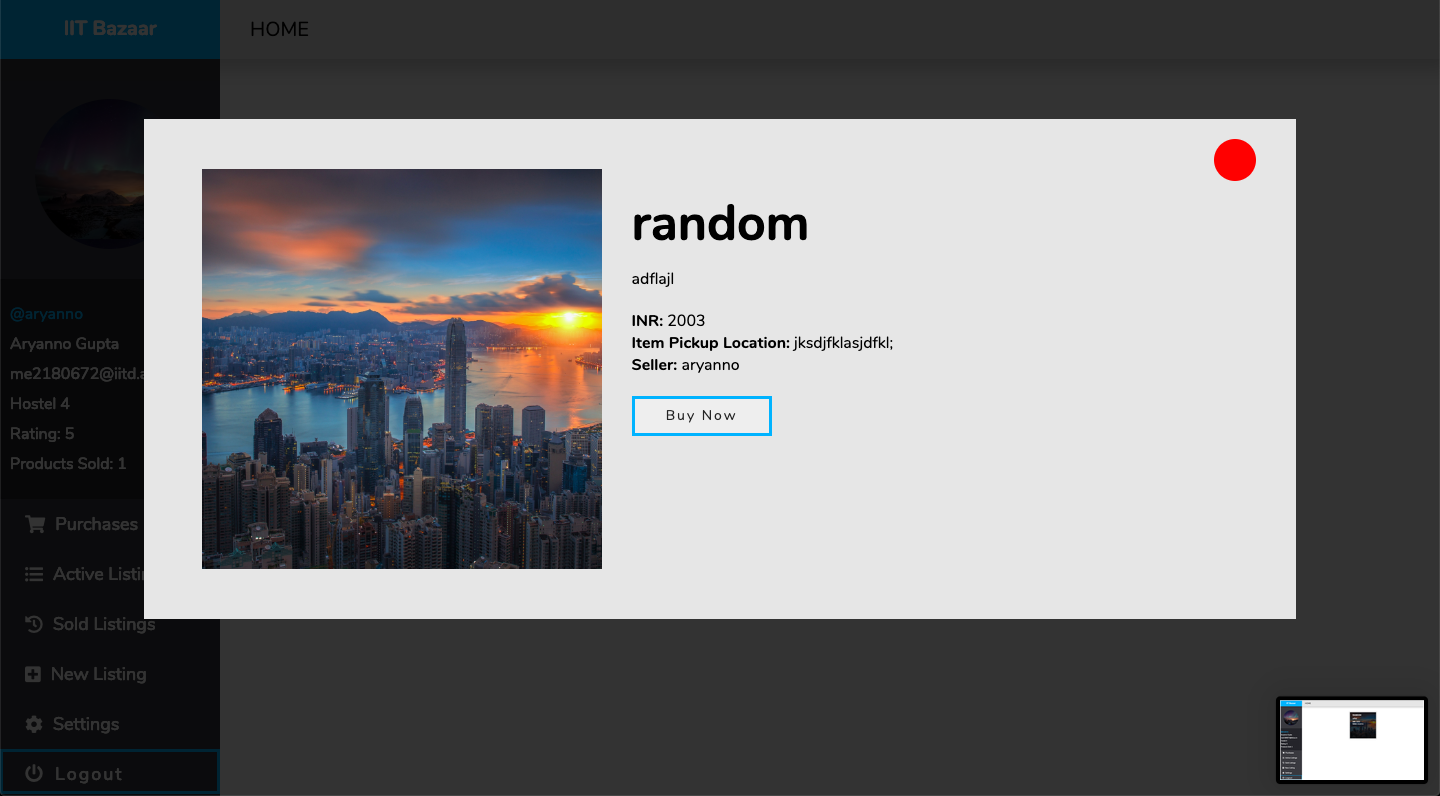 IIT Bazaar
HOME
@aryanno
Aryanno Gupta
me2180672@iitd.a
Hostel 4
Rating: 5
Products Sold: 1
Purchases
Active Listin
Sold Listings
New Listing
Settings
Logout
random
adflajl
INR: 2003
Item Pickup Location: jksdjfklasjdfkl;
Seller: aryanno
Buy Now